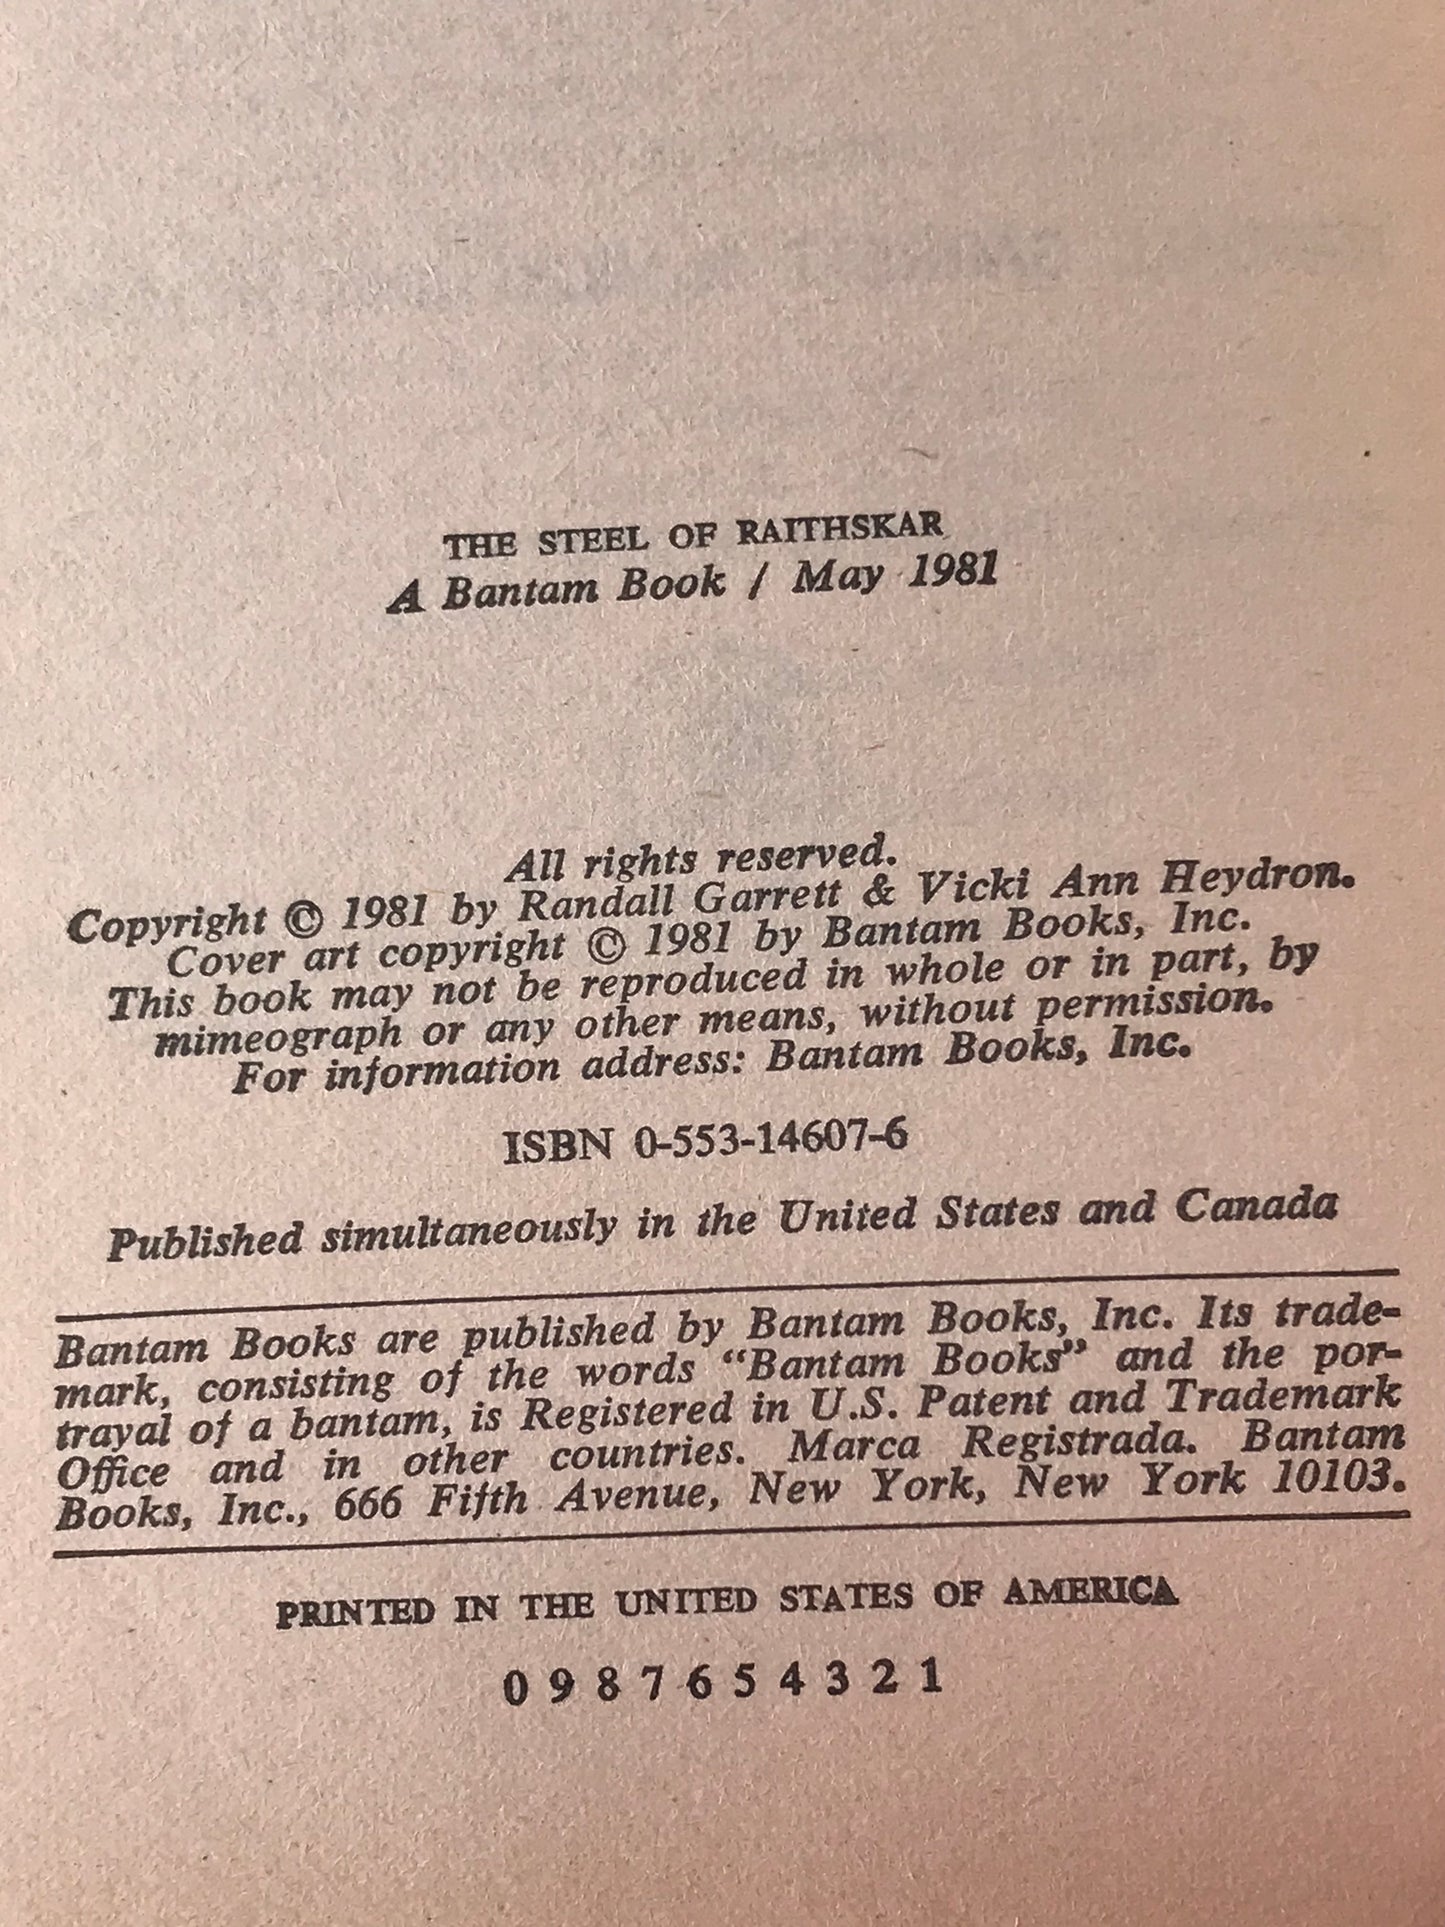 THE STEEL OF RAITHSKAR
A Bantam Book / May 1981
All rights reserved.
Copyright © 1981 by Randall Garrett & Vicki Ann Heydron.
Cover art copyright © 1981 by Bantam Books, Inc.
This book may not be reproduced in whole or in part, by
mimeograph or any other means, without permission.
For information address: Bantam Books, Inc.
ISBN 0-553-14607-6
Published simultaneously in the United States and Canada
Bantam Books are published by Bantam Books, Inc. Its trade-
mark, consisting of the words "Bantam Books" and the por-
trayal of a bantam, is Registered in U.S. Patent and Trademark
Office and in other countries. Marca Registrada. Bantam
Books, Inc., 666 Fifth Avenue, New York, New York 10103.
PRINTED IN THE UNITED STATES OF AMERICA
0 9 8 7 6 5 4 3 2 1